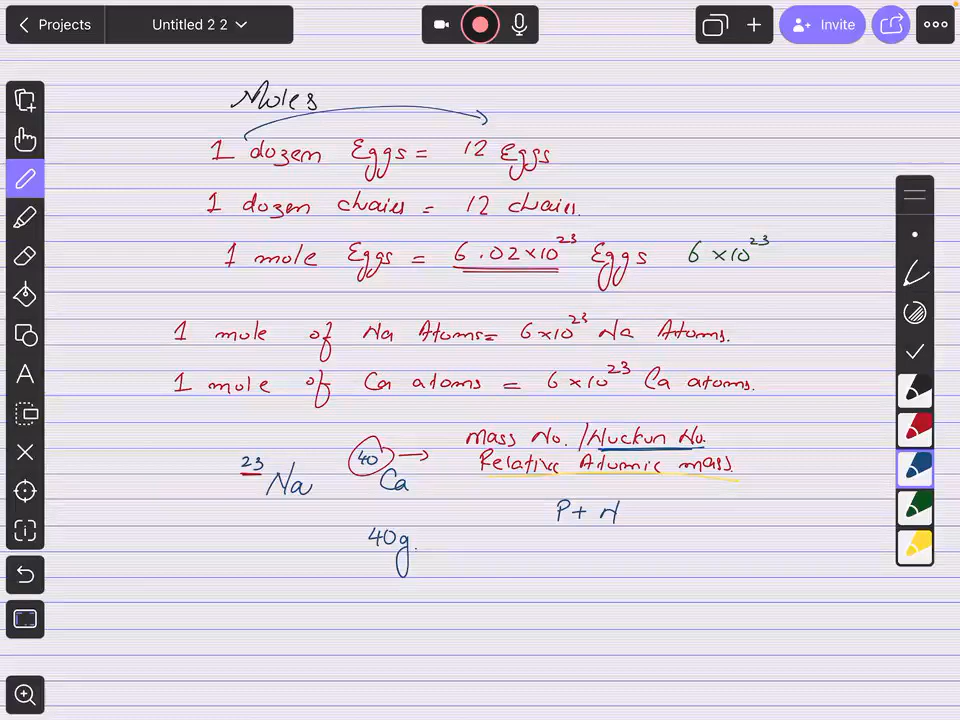 Projects
Untitled 2 2
Invite
Moles
1 dozen Eggs = 12 Eggs
1 dozen chairs = 12 chairs.
1 mole Eggs = 6.02×10²³ Eggs 6×10²³
1 mole of Na Atoms = 6×10²³ Na Atoms.
1 mole of Ca atoms = 6×10²³ Ca atoms.
Mass No. / Nucleon No.
Relative Atomic mass.
²³Na ⁴⁰Ca
P + N
40g.